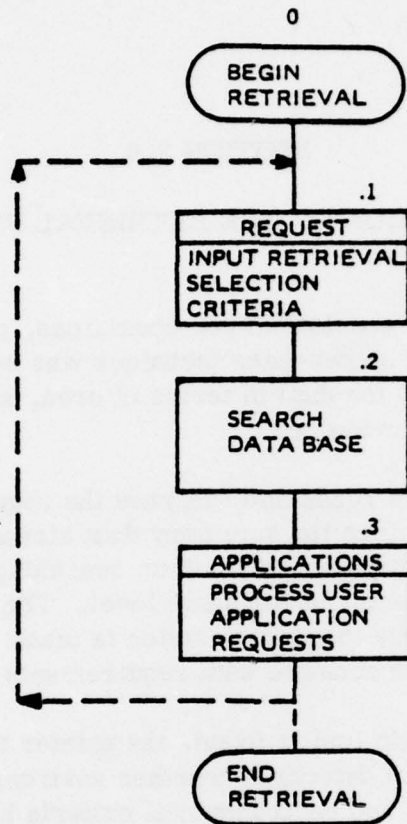 0
BEGIN
RETRIEVAL
.1
REQUEST
INPUT RETRIEVAL
SELECTION
CRITERIA
.2
SEARCH
DATA BASE
.3
APPLICATIONS
PROCESS USER
APPLICATION
REQUESTS
END
RETRIEVAL